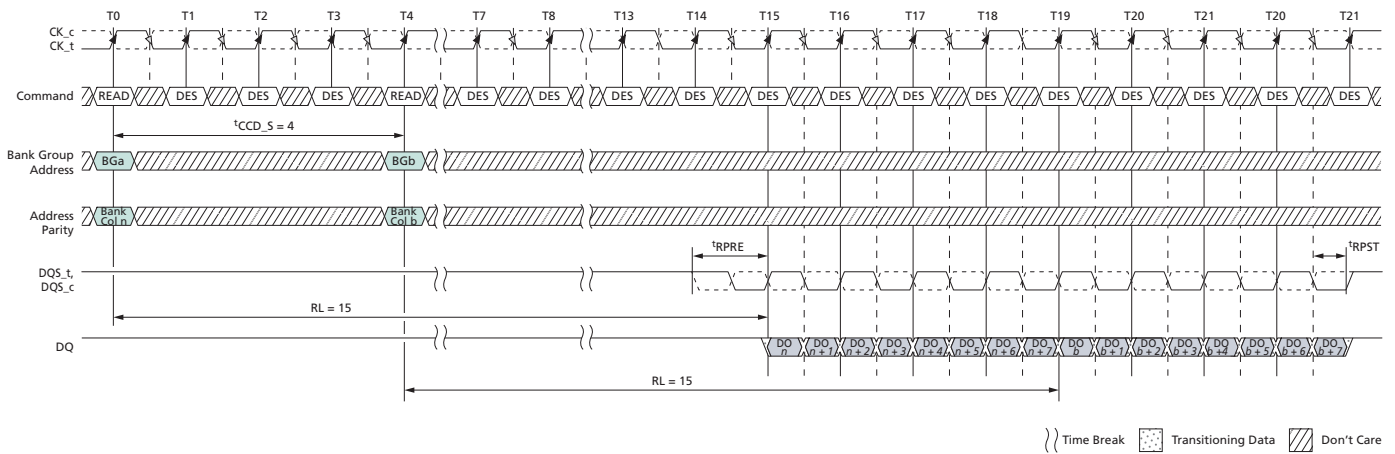 T0 T1 T2 T3 T4 T7 T8 T13 T14 T15 T16 T17 T18 T19 T20 T21 T20 T21
CK_c
CK_t
Command READ DES DES DES READ DES DES DES DES DES DES DES DES DES DES DES DES DES
tCCD_S = 4
Bank Group
Address
BGa BGb
Address
Parity
Bank
Col n
Bank
Col b
tRPRE tRPST
DQS_t,
DQS_c
RL = 15
DQ
DO
n
DO
n + 1
DO
n + 2
DO
n + 3
DO
n + 4
DO
n + 5
DO
n + 6
DO
n + 7
DO
b
DO
b + 1
DO
b + 2
DO
b + 3
DO
b + 4
DO
b + 5
DO
b + 6
DO
b + 7
RL = 15
Time Break Transitioning Data Don't Care